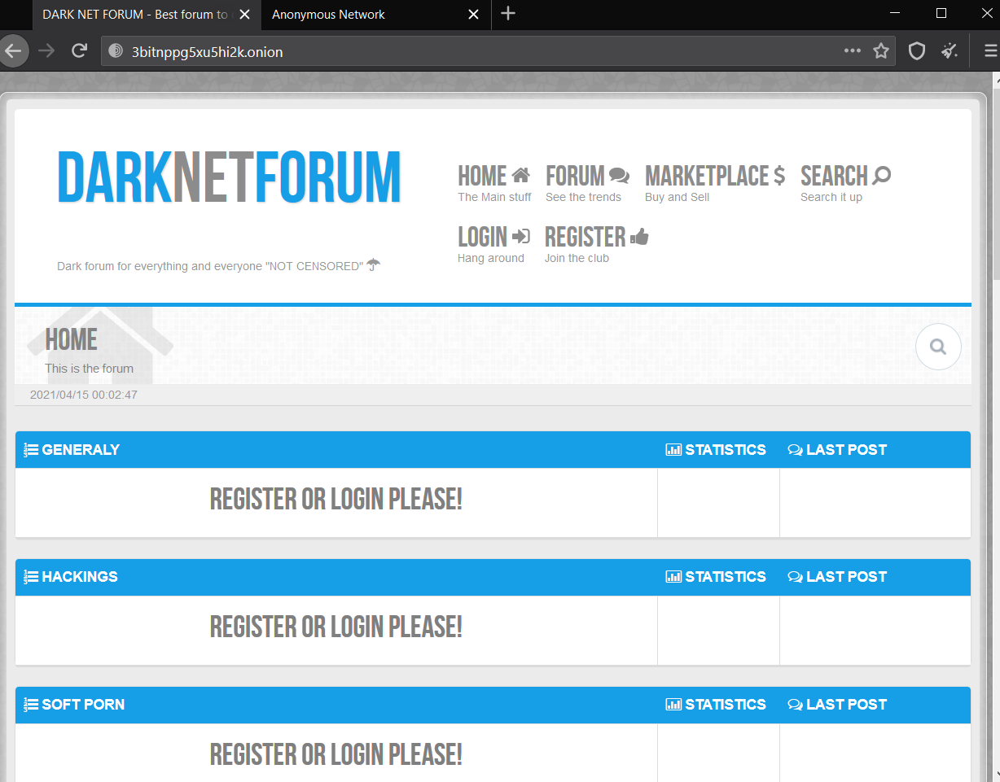 DARK NET FORUM - Best forum to
Anonymous Network
3bitnppg5xu5hi2k.onion
DARKNETFORUM
HOME
The Main stuff
FORUM
See the trends
MARKETPLACE $
Buy and Sell
SEARCH
Search it up
LOGIN
Hang around
REGISTER
Join the club
Dark forum for everything and everyone "NOT CENSORED"
HOME
This is the forum
2021/04/15 00:02:47
GENERALY STATISTICS LAST POST
REGISTER OR LOGIN PLEASE!
HACKINGS STATISTICS LAST POST
REGISTER OR LOGIN PLEASE!
SOFT PORN STATISTICS LAST POST
REGISTER OR LOGIN PLEASE!